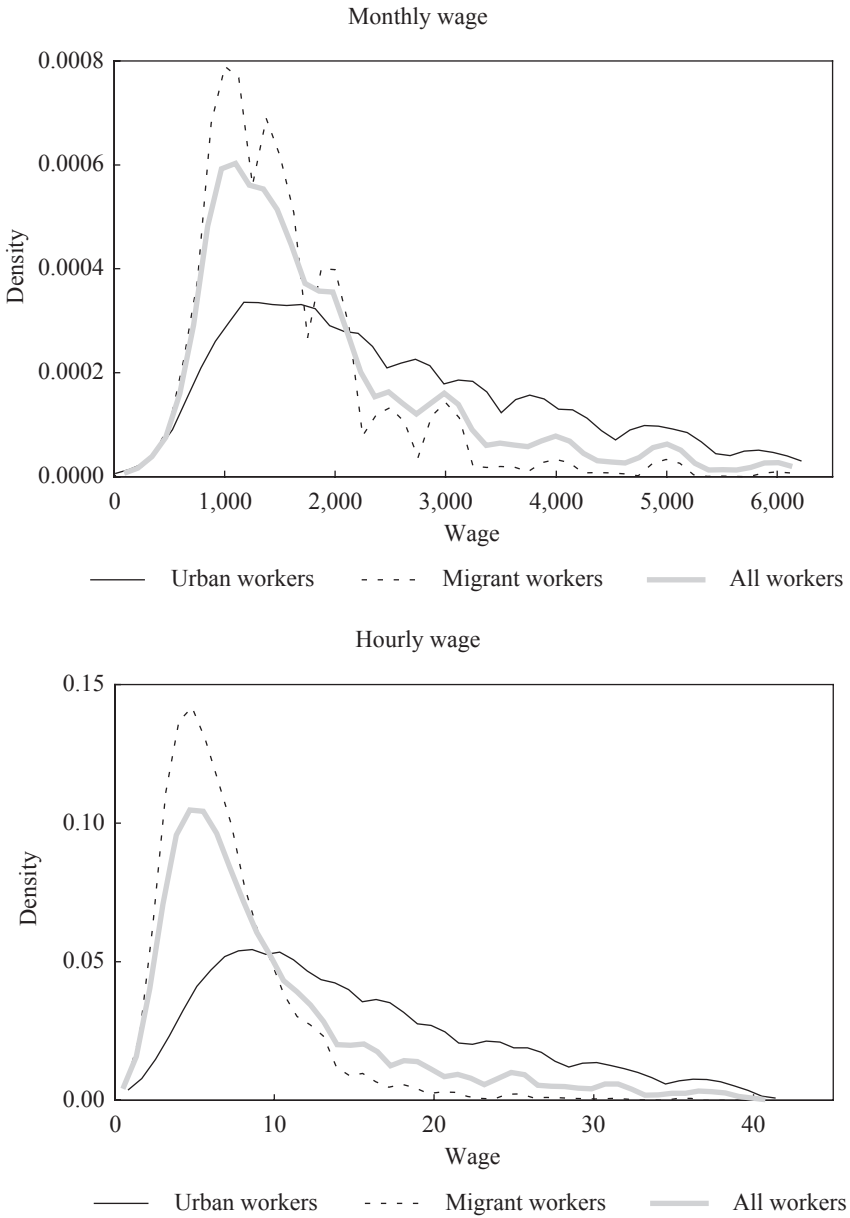 Monthly wage
0.0008
0.0006
0.0004
0.0002
0.0000
Density
0 1,000 2,000 3,000 4,000 5,000 6,000
Wage
Urban workers Migrant workers All workers
Hourly wage
0.15
0.10
0.05
0.00
Density
0 10 20 30 40
Wage
Urban workers Migrant workers All workers